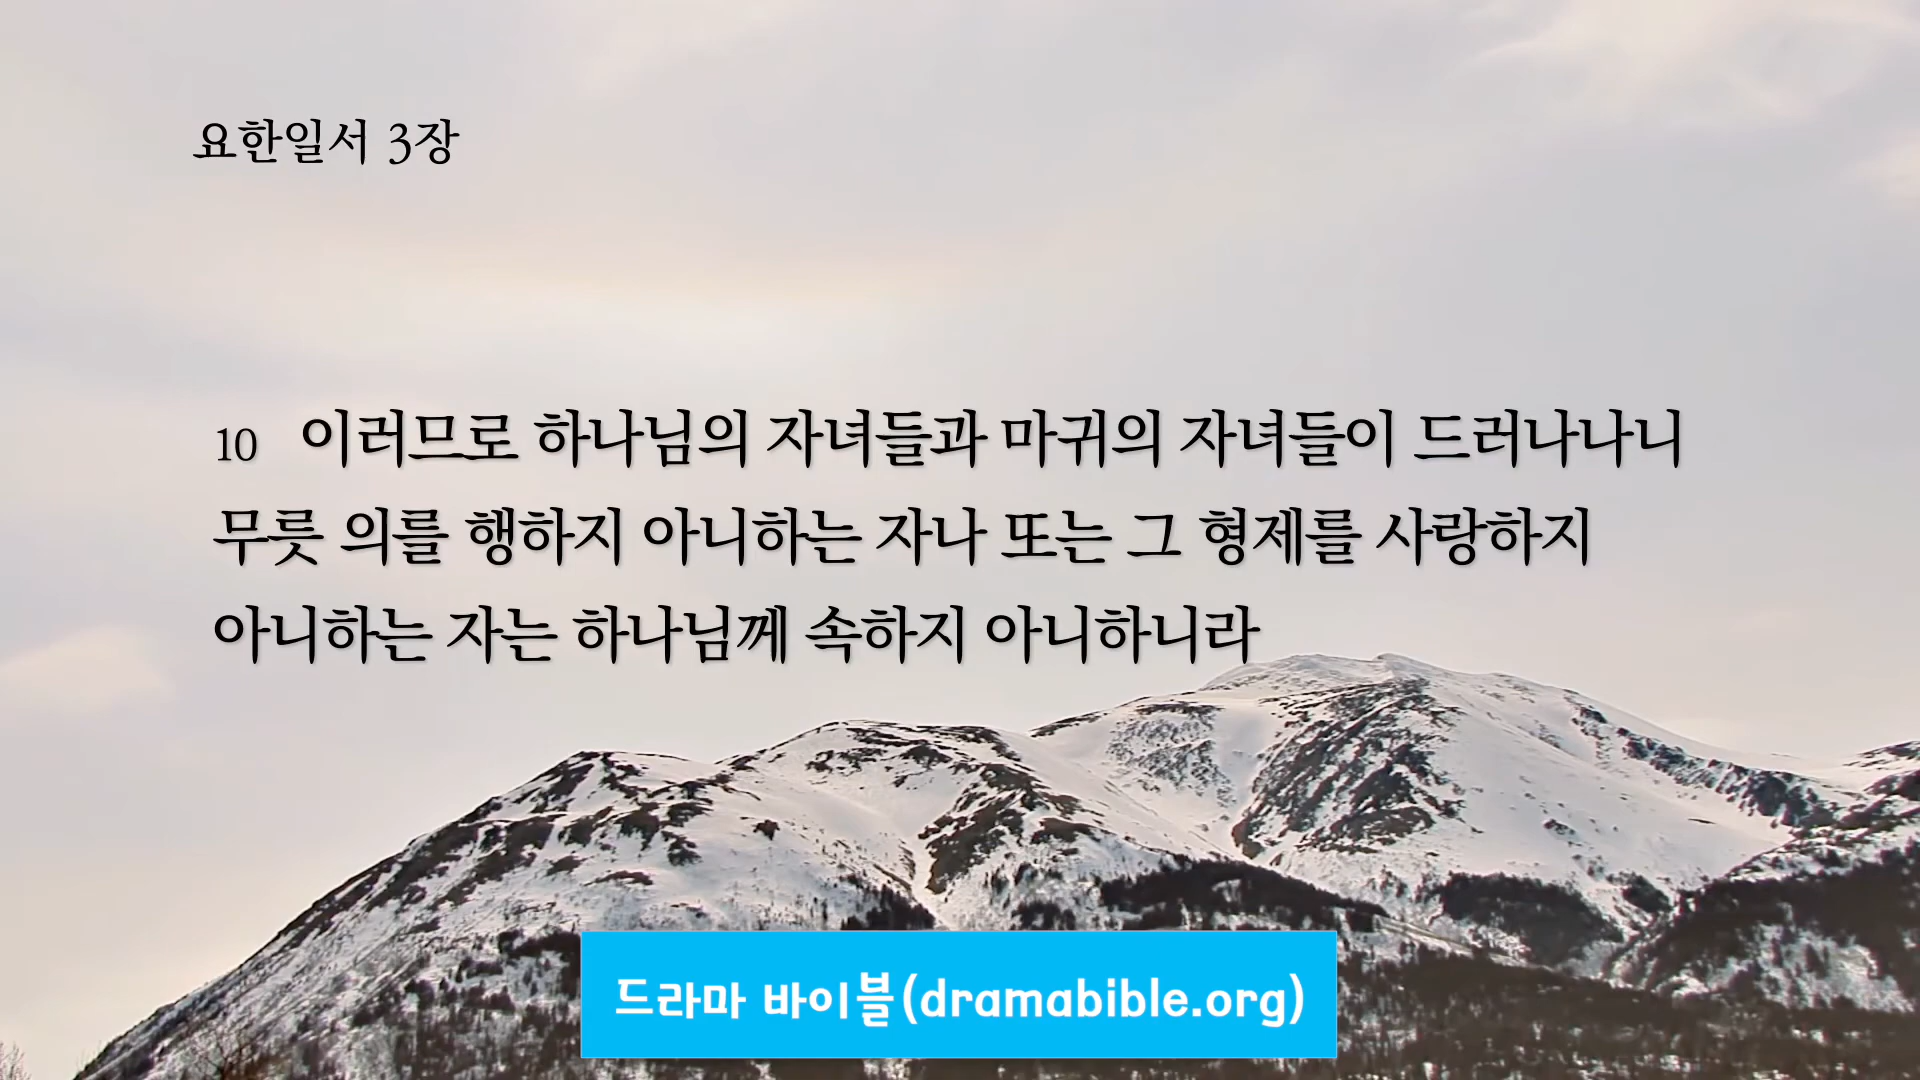 요한일서 3장
10 이러므로 하나님의 자녀들과 마귀의 자녀들이 드러나나니
무릇 의를 행하지 아니하는 자나 또는 그 형제를 사랑하지
아니하는 자는 하나님께 속하지 아니하니라
드라마 바이블(dramabible.org)